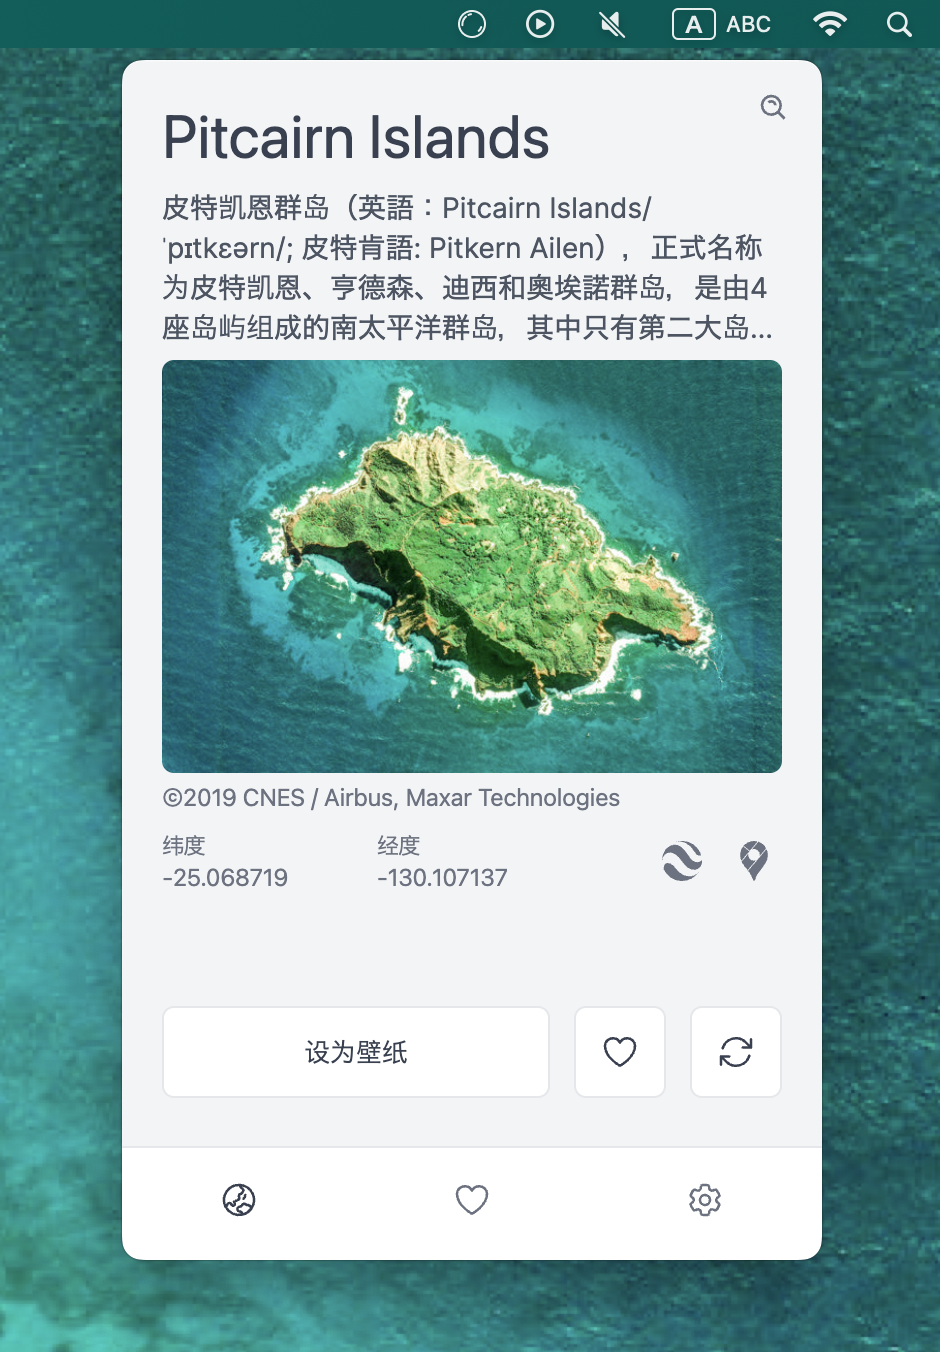 A ABC
Pitcairn Islands
皮特凯恩群岛（英語：Pitcairn Islands/
ˈpɪtkɛərn/; 皮特肯語: Pitkern Ailen），正式名称
为皮特凯恩、亨德森、迪西和奥埃諾群岛，是由4
座岛屿组成的南太平洋群岛，其中只有第二大岛...
©2019 CNES / Airbus, Maxar Technologies
纬度 经度
-25.068719 -130.107137
设为壁纸